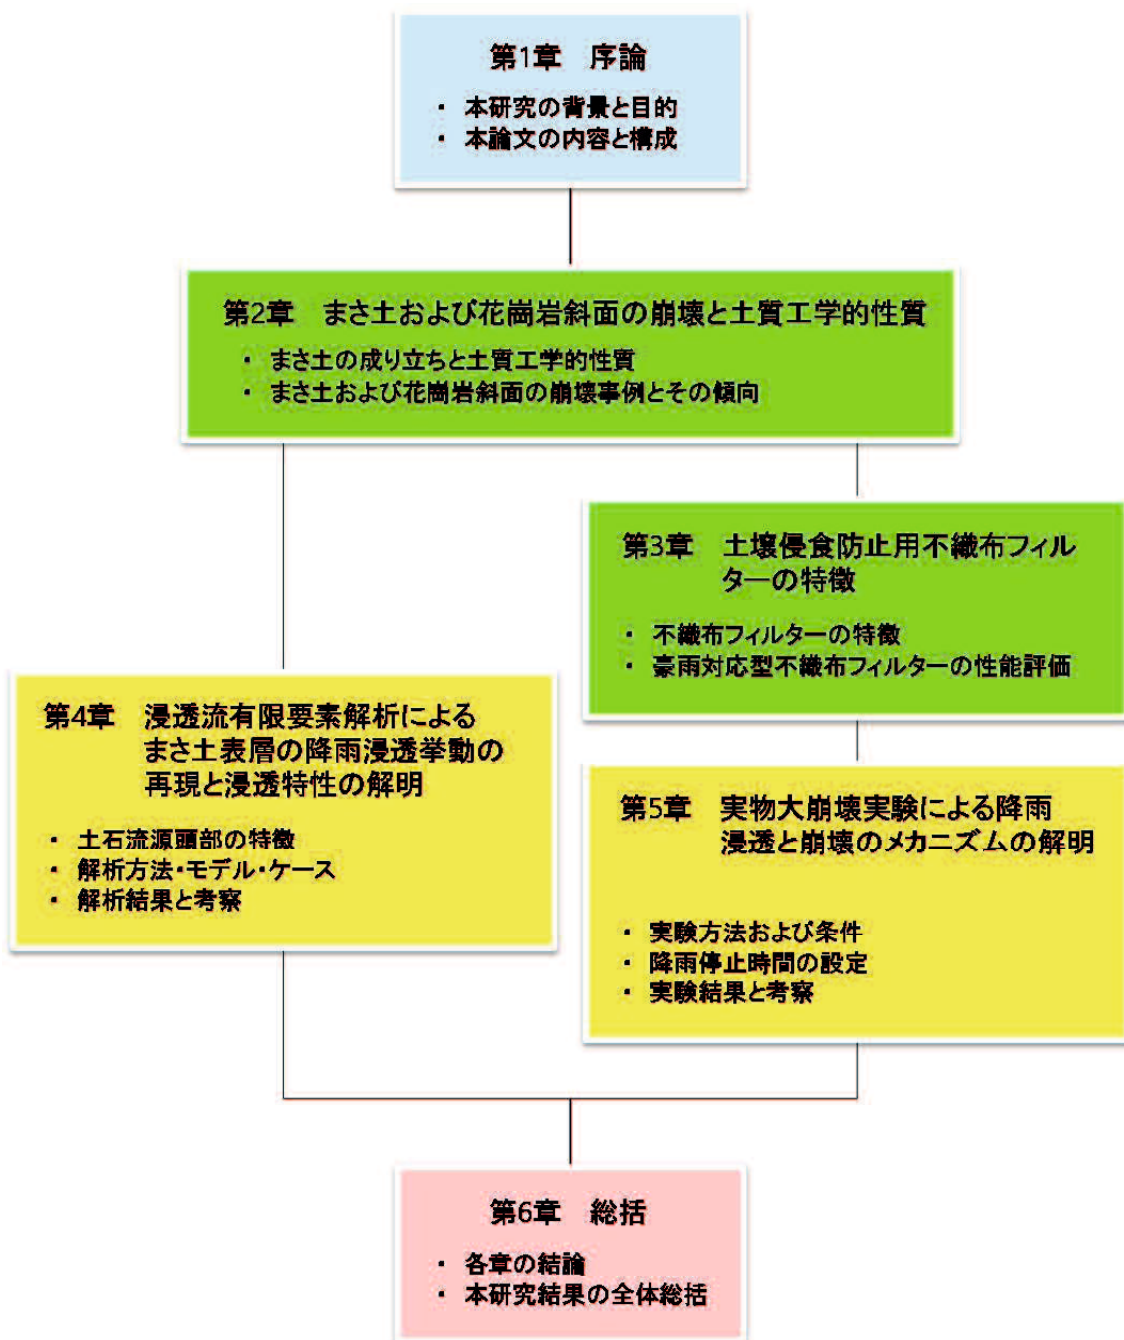 第1章　序論
・ 本研究の背景と目的
・ 本論文の内容と構成
第2章　まさ土および花崗岩斜面の崩壊と土質工学的性質
・ まさ土の成り立ちと土質工学的性質
・ まさ土および花崗岩斜面の崩壊事例とその傾向
第3章　土壌侵食防止用不織布フィル
ターの特徴
・ 不織布フィルターの特徴
・ 豪雨対応型不織布フィルターの性能評価
第4章　浸透流有限要素解析による
まさ土表層の降雨浸透挙動の
再現と浸透特性の解明
・ 土石流源頭部の特徴
・ 解析方法・モデル・ケース
・ 解析結果と考察
第5章　実物大崩壊実験による降雨
浸透と崩壊のメカニズムの解明
・ 実験方法および条件
・ 降雨停止時間の設定
・ 実験結果と考察
第6章　総括
・ 各章の結論
・ 本研究結果の全体総括